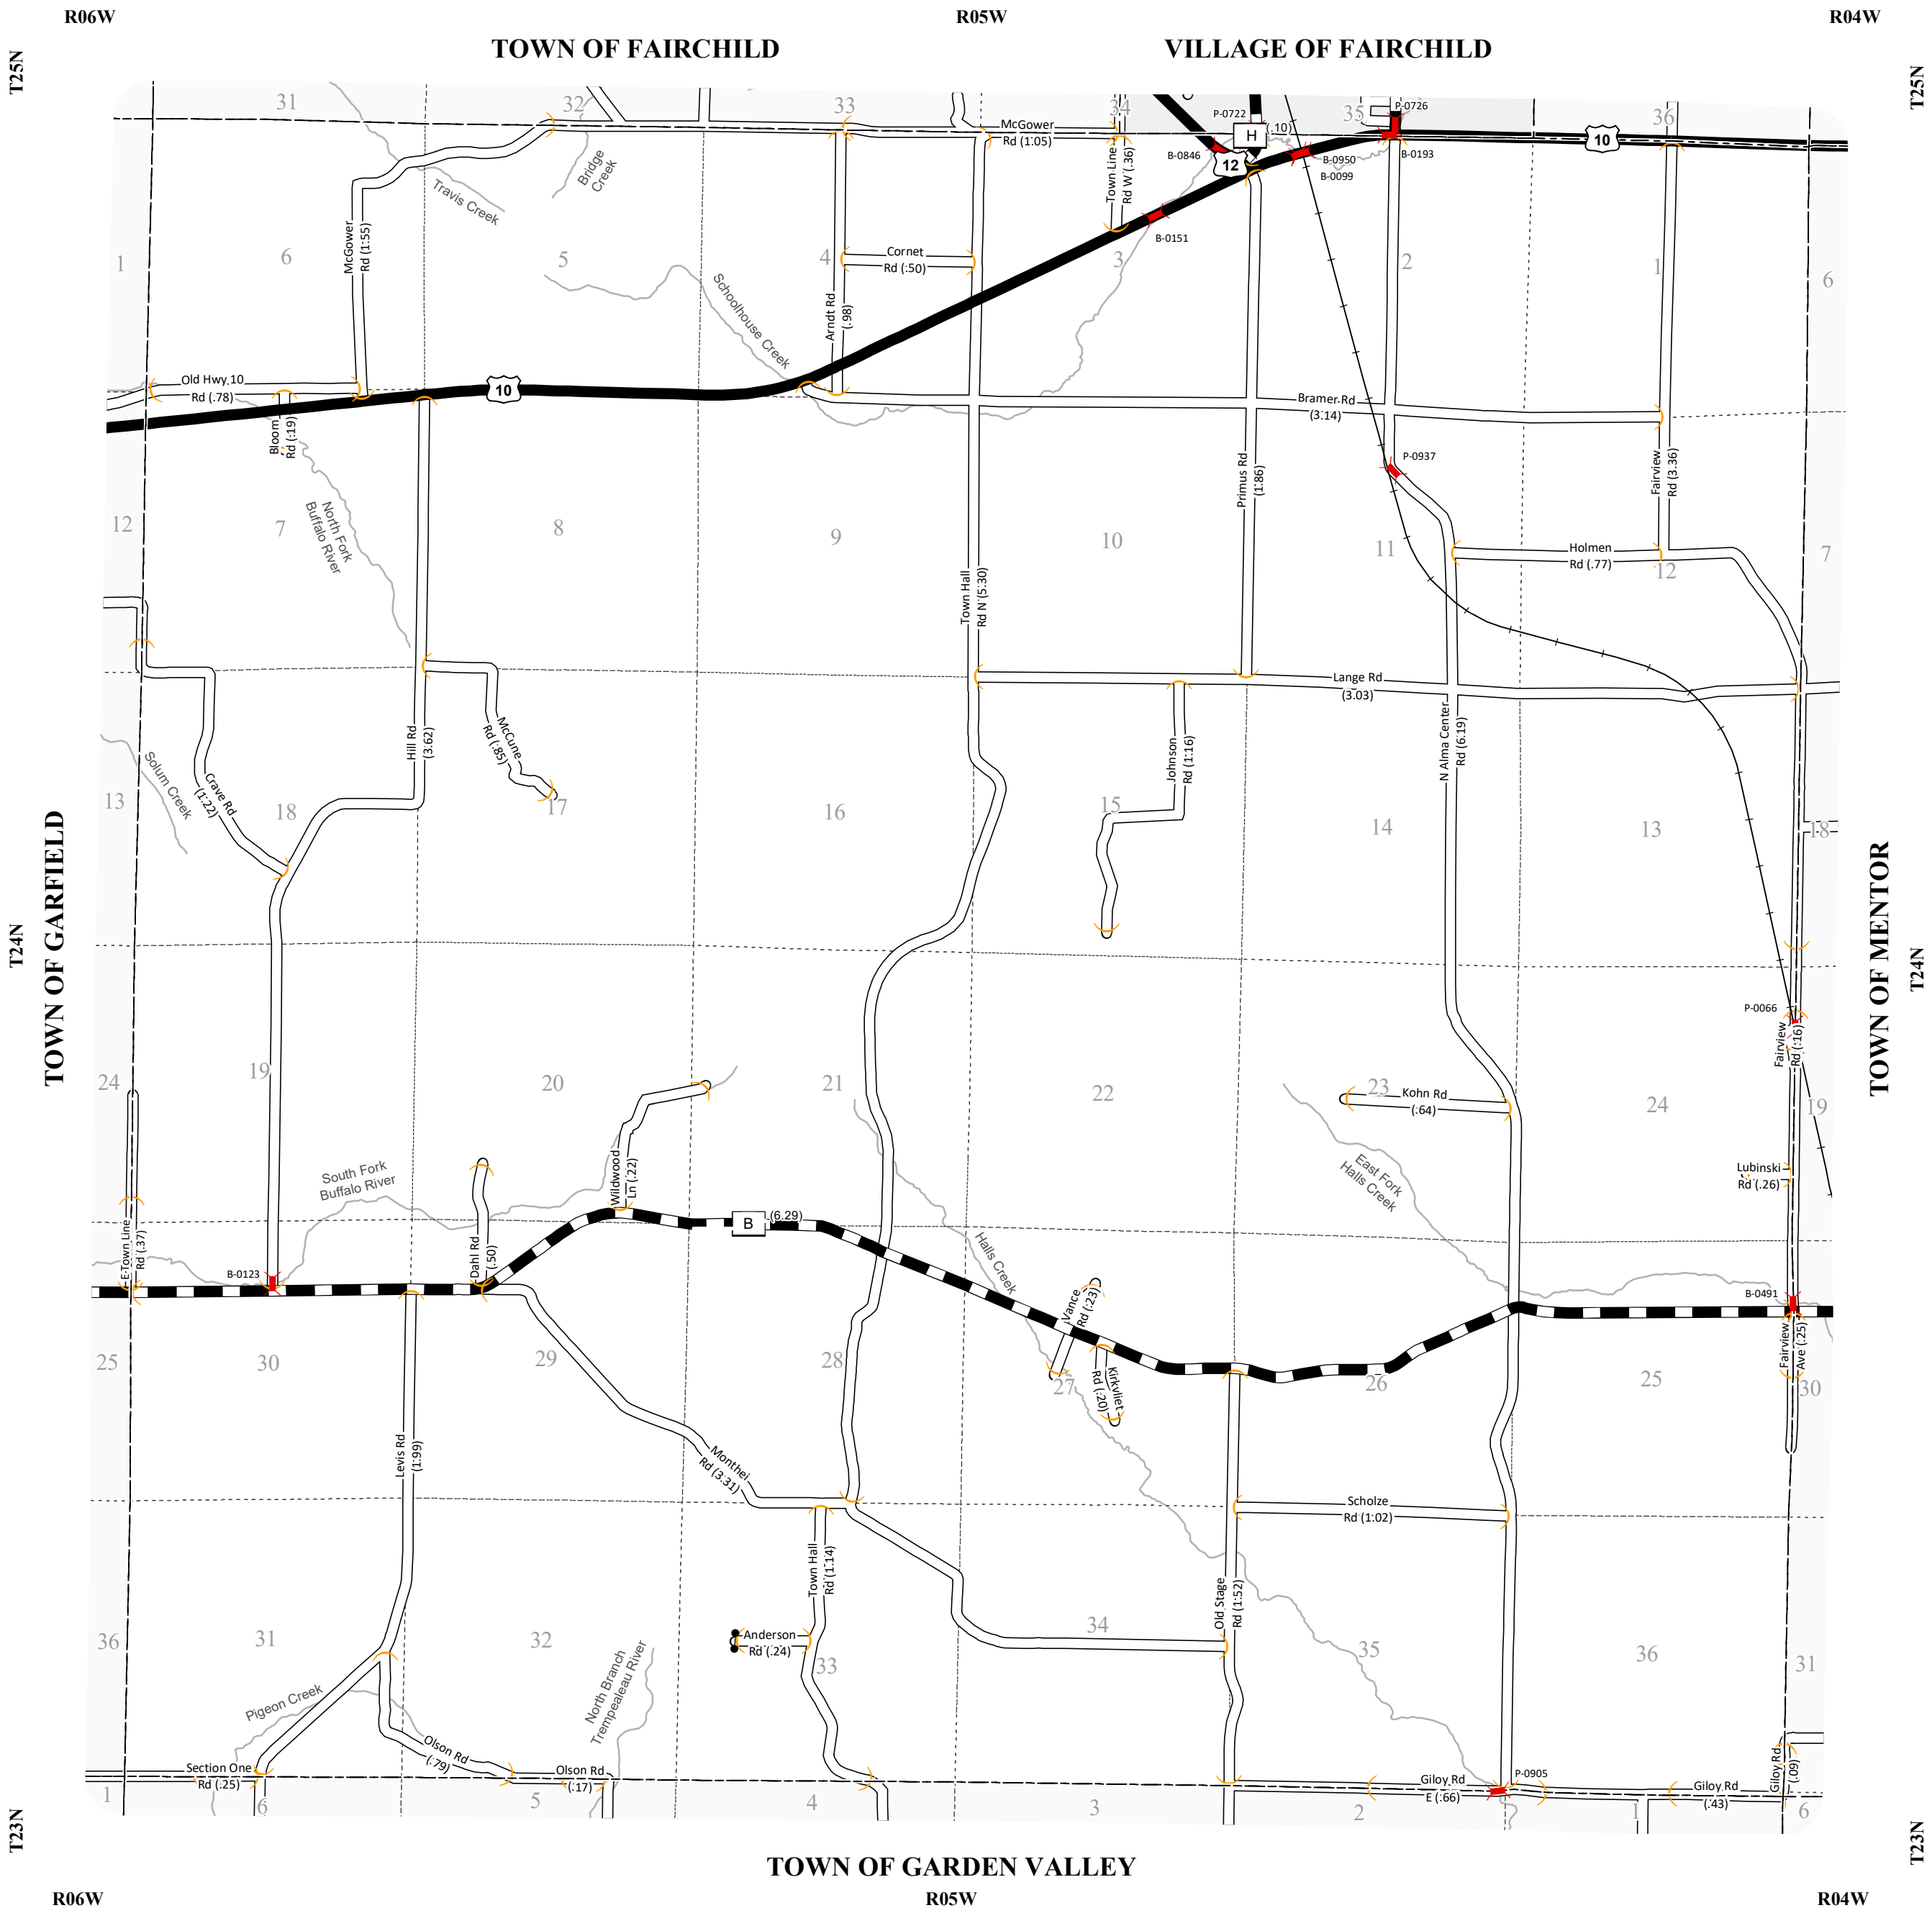 R06W
R05W
R04W
TOWN OF FAIRCHILD
VILLAGE OF FAIRCHILD
T25N
T25N
31
32
33
34
35
36
P-0726
P-0722
H
(.10)
McGower
Rd (1.05)
10
B-0846
12
B-0950
B-0193
B-0099
Bridge
Creek
Travis Creek
Town Line
Rd W (.36)
B-0151
McGower
Rd (1.55)
1
6
5
4
Cornet
Rd (.50)
3
2
1
6
Schoolhouse Creek
Arndt Rd
(.98)
Old Hwy 10
Rd (.78)
10
Bramer Rd
(3.14)
Bloom
Rd (.19)
P-0937
Primus Rd
(1.86)
Fairview
Rd (3.36)
North Fork
Buffalo River
12
7
8
9
10
11
Holmen
Rd (.77)
12
7
Town Hall
Rd N (5.30)
Lange Rd
(3.03)
Hill Rd
(3.62)
McCune
Rd (.85)
Johnson
Rd (1.16)
N Alma Center
Rd (6.19)
Solum Creek
Crave Rd
(1.22)
13
18
17
16
15
14
13
18
TOWN OF GARFIELD
TOWN OF MENTOR
T24N
T24N
P-0066
Fairview
Rd (.16)
24
19
20
21
22
23
Kohn Rd
(.64)
24
19
South Fork
Buffalo River
Wildwood
Ln (.22)
East Fork
Halls Creek
Lubinski
Rd (.26)
B
(6.29)
E Town Line
Rd (.37)
B-0123
Dahl Rd
(.50)
Halls Creek
Vance
Rd (.23)
B-0491
Fairview
Ave (.25)
25
30
29
28
27
Kirkvliet
Rd (.20)
26
25
30
Levis Rd
(1.99)
Monthei
Rd (3.31)
Scholze
Rd (1.02)
Town Hall
Rd (1.14)
Old Stage
Rd (1.52)
36
31
32
Anderson
Rd (.24)
33
34
35
36
31
Pigeon Creek
North Branch
Trempealeau River
Olson Rd
(.79)
Section One
Rd (.25)
Olson Rd
(.17)
P-0905
Giloy Rd
E (.66)
Giloy Rd
(.43)
Giloy Rd
(.09)
1
6
5
4
3
2
1
6
T23N
T23N
TOWN OF GARDEN VALLEY
R06W
R05W
R04W